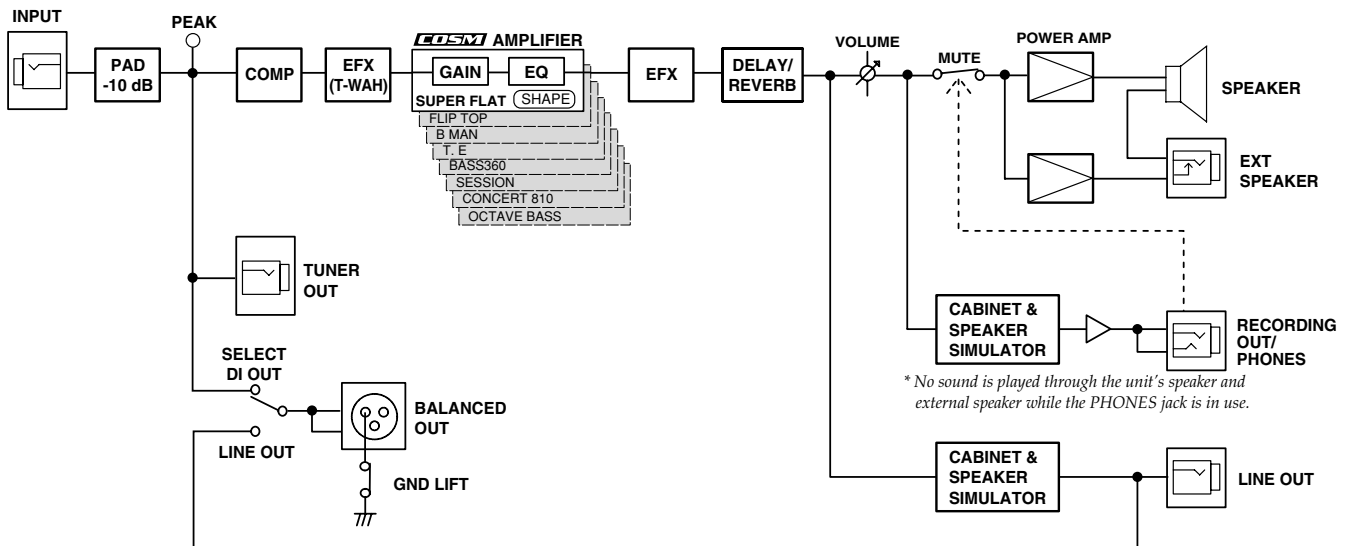 INPUT
PEAK
PAD
-10 dB
COMP
EFX
(T-WAH)
COSM AMPLIFIER
GAIN
EQ
SUPER FLAT
SHAPE
FLIP TOP
B MAN
T. E
BASS360
SESSION
CONCERT 810
OCTAVE BASS
EFX
DELAY/
REVERB
VOLUME
MUTE
POWER AMP
SPEAKER
EXT
SPEAKER
TUNER
OUT
SELECT
DI OUT
LINE OUT
BALANCED
OUT
GND LIFT
CABINET &
SPEAKER
SIMULATOR
RECORDING
OUT/
PHONES
* No sound is played through the unit's speaker and
external speaker while the PHONES jack is in use.
CABINET &
SPEAKER
SIMULATOR
LINE OUT